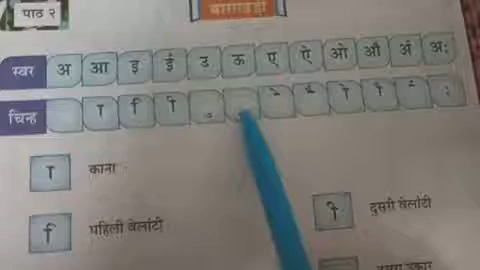 पाठ २
बाराखडी
स्वर अ आ इ ई उ ऊ ए ऐ ओ औ अं अः
चिन्ह ा ि ी ु ू े ै ो ौ ं ः
ा काना
ि पहिली वेलांटी
ी दुसरी वेलांटी